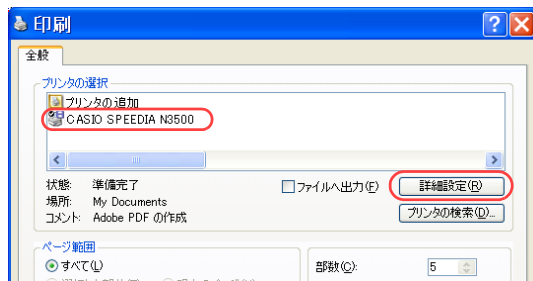 印刷
全般
プリンタの選択
プリンタの追加
CASIO SPEEDIA N3500
状態: 準備完了
ファイルへ出力(F)
詳細設定(R)
場所: My Documents
コメント: Adobe PDF の作成
プリンタの検索(D)...
ページ範囲
すべて(L)
部数(C): 5